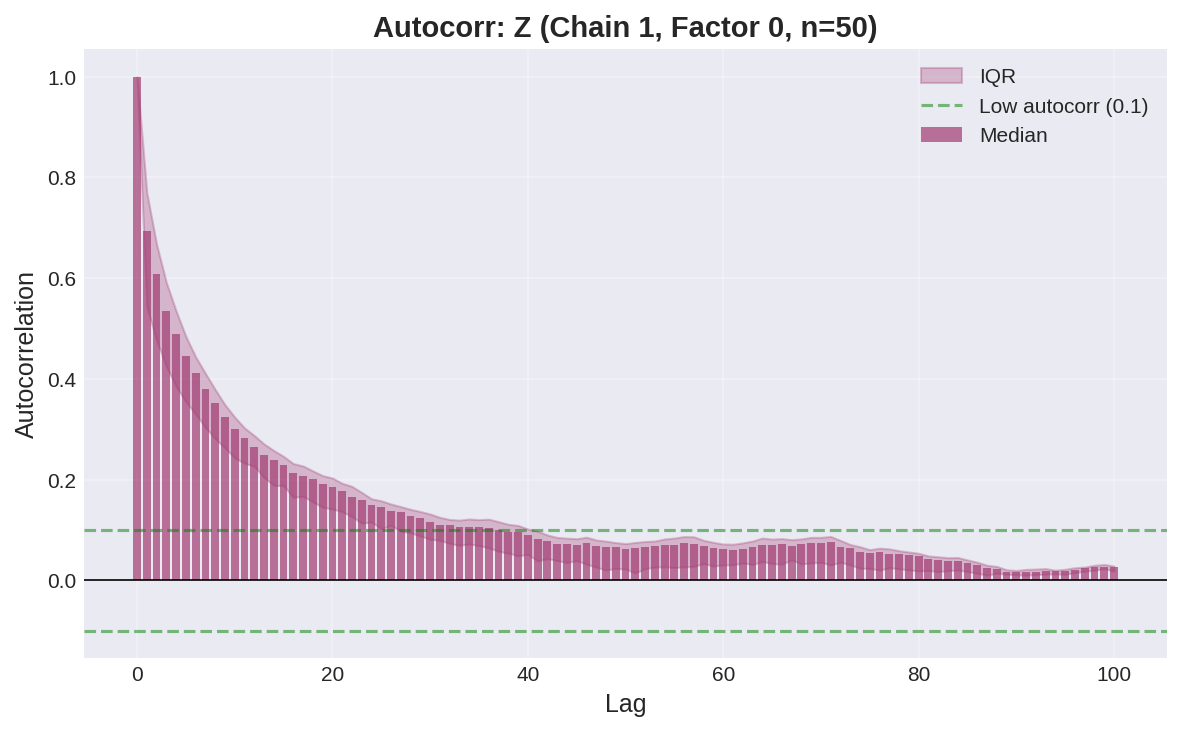 Autocorr: Z (Chain 1, Factor 0, n=50)
IQR
Low autocorr (0.1)
Median
Autocorrelation
1.0
0.8
0.6
0.4
0.2
0.0
0 20 40 60 80 100
Lag